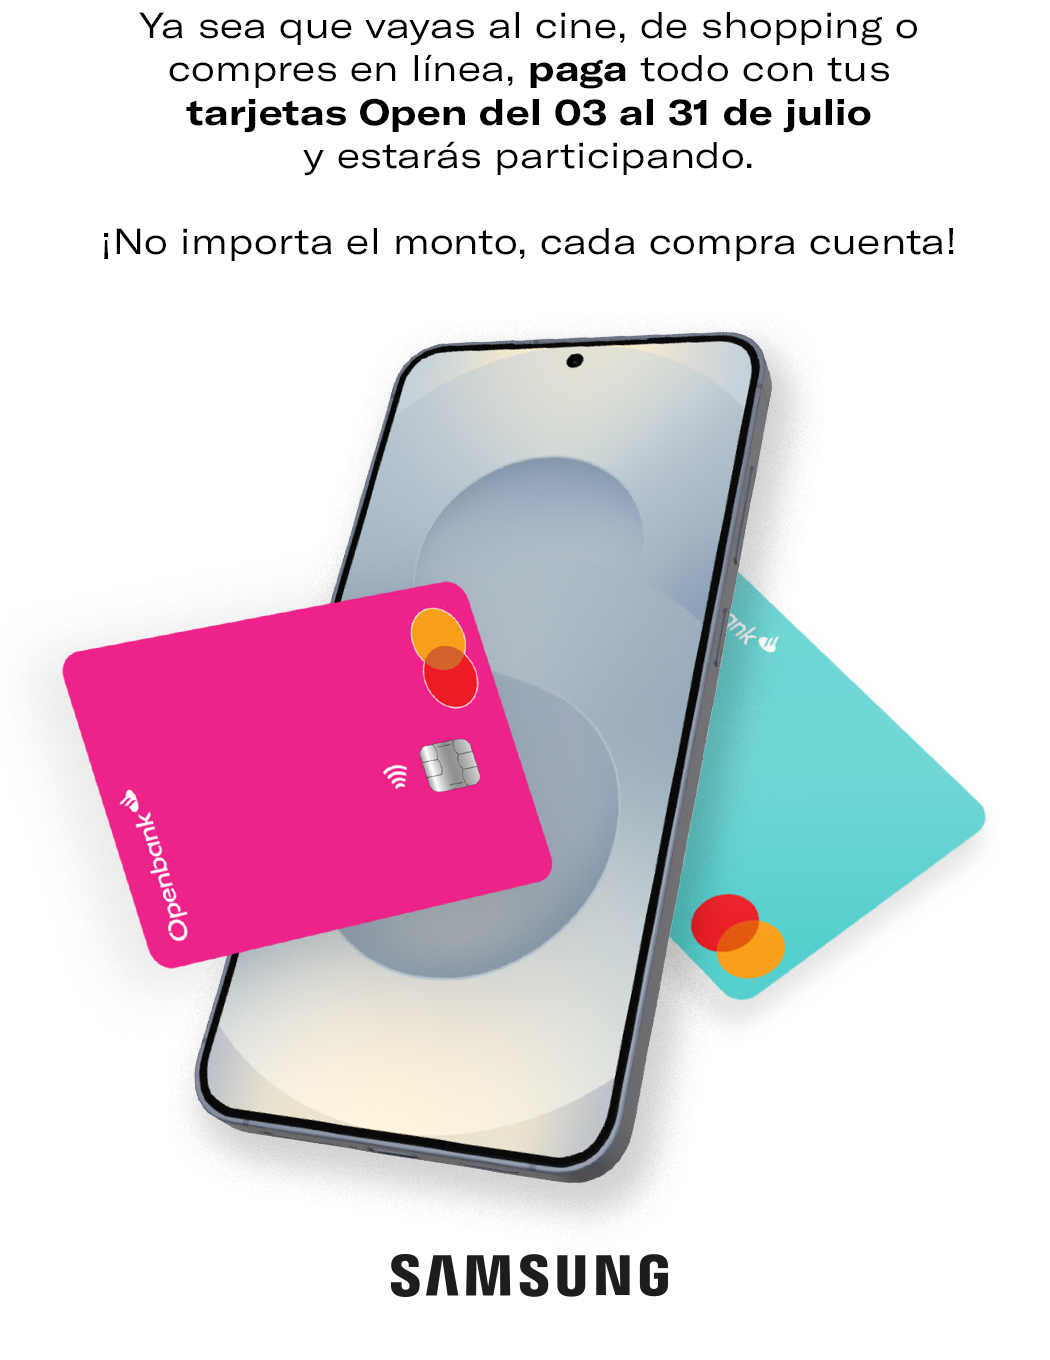 Ya sea que vayas al cine, de shopping o
compres en línea, paga todo con tus
tarjetas Open del 03 al 31 de julio
y estarás participando.
¡No importa el monto, cada compra cuenta!
Openbank
SAMSUNG